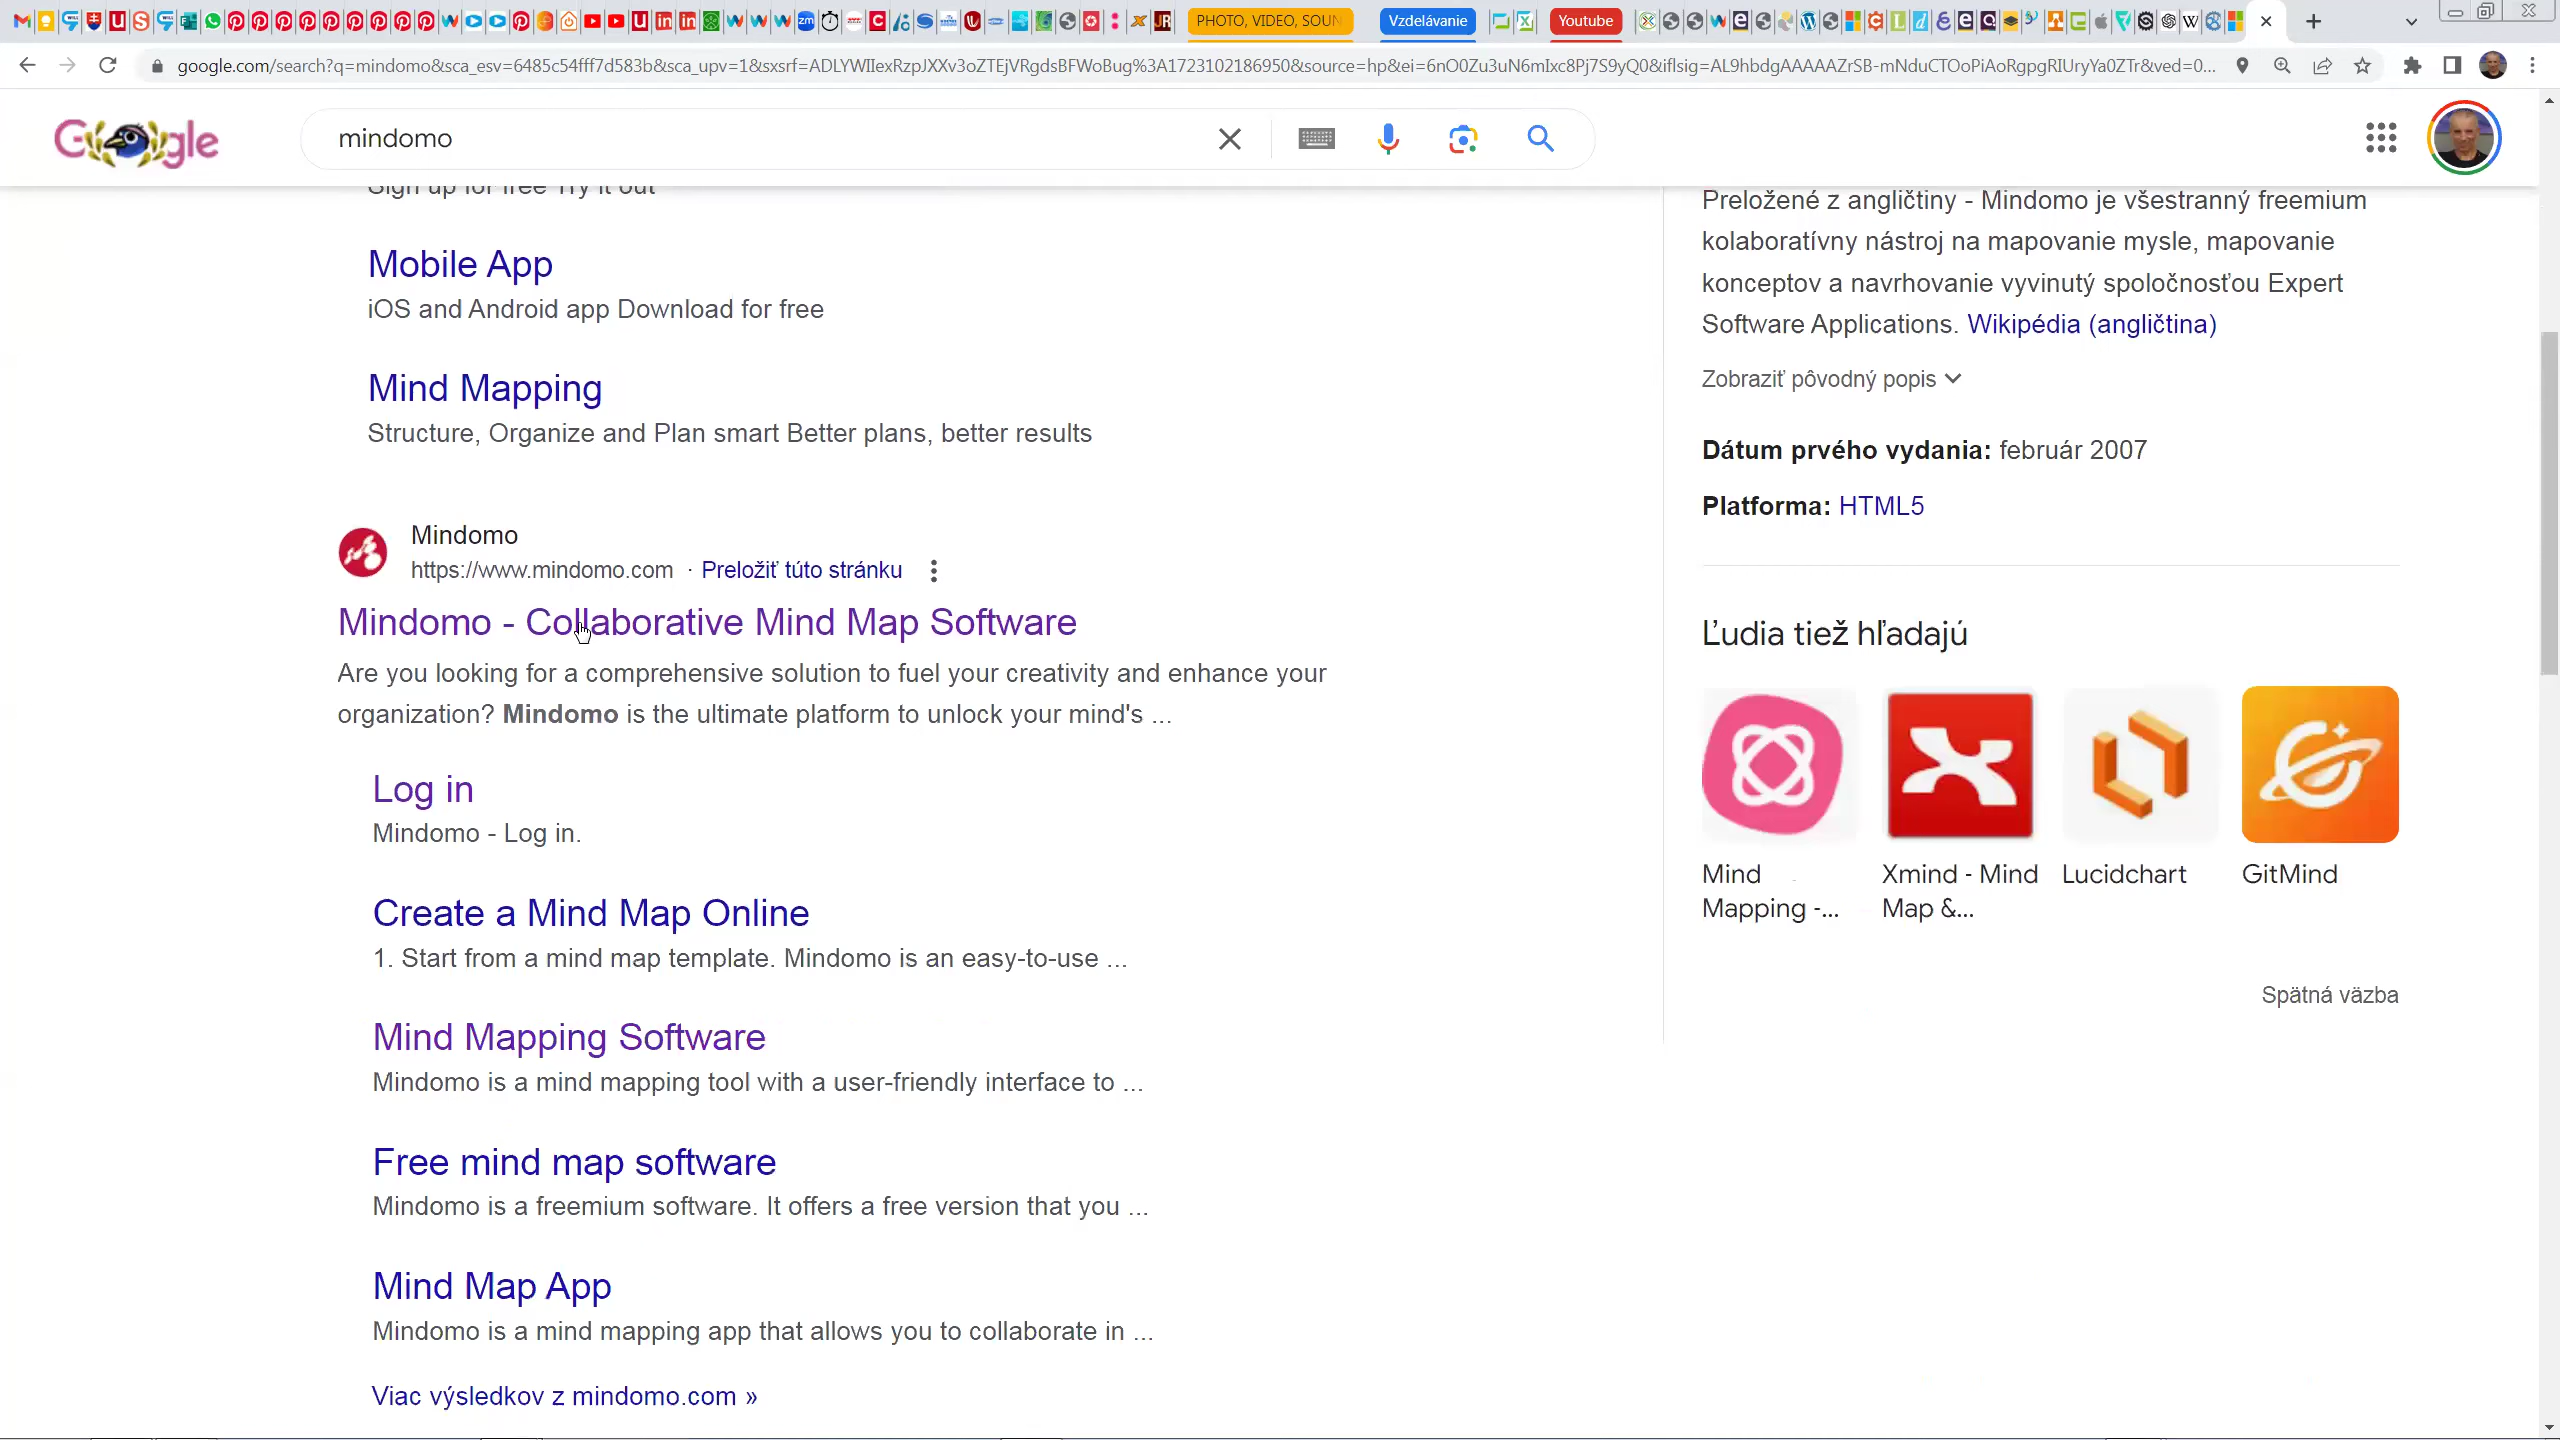 PHOTO, VIDEO, SOUN
Vzdelávanie
Youtube
google.com/search?q=mindomo&sca_esv=6485c54fff7d583b&sca_upv=1&sxsrf=ADLYWIIexRzpJXXv3oZTEjVRgdsBFWoBug%3A1723102186950&source=hp&ei=6nO0Zu3uN6mIxc8Pj7S9yQ0&iflsig=AL9hbdgAAAAAZrSB-mNduCTOoPiAoRgpgRIUryYa0ZTr&ved=0...
Google
mindomo
Sign up for free Try it out
Mobile App
iOS and Android app Download for free
Mind Mapping
Structure, Organize and Plan smart Better plans, better results
Mindomo
https://www.mindomo.com · Preložiť túto stránku
Mindomo - Collaborative Mind Map Software
Are you looking for a comprehensive solution to fuel your creativity and enhance your
organization? Mindomo is the ultimate platform to unlock your mind's ...
Log in
Mindomo - Log in.
Create a Mind Map Online
1. Start from a mind map template. Mindomo is an easy-to-use ...
Mind Mapping Software
Mindomo is a mind mapping tool with a user-friendly interface to ...
Free mind map software
Mindomo is a freemium software. It offers a free version that you ...
Mind Map App
Mindomo is a mind mapping app that allows you to collaborate in ...
Viac výsledkov z mindomo.com »
Preložené z angličtiny - Mindomo je všestranný freemium
kolaboratívny nástroj na mapovanie mysle, mapovanie
konceptov a navrhovanie vyvinutý spoločnosťou Expert
Software Applications. Wikipédia (angličtina)
Zobraziť pôvodný popis
Dátum prvého vydania: február 2007
Platforma: HTML5
Ľudia tiež hľadajú
Mind
Mapping -...
Xmind - Mind
Map &...
Lucidchart
GitMind
Spätná väzba